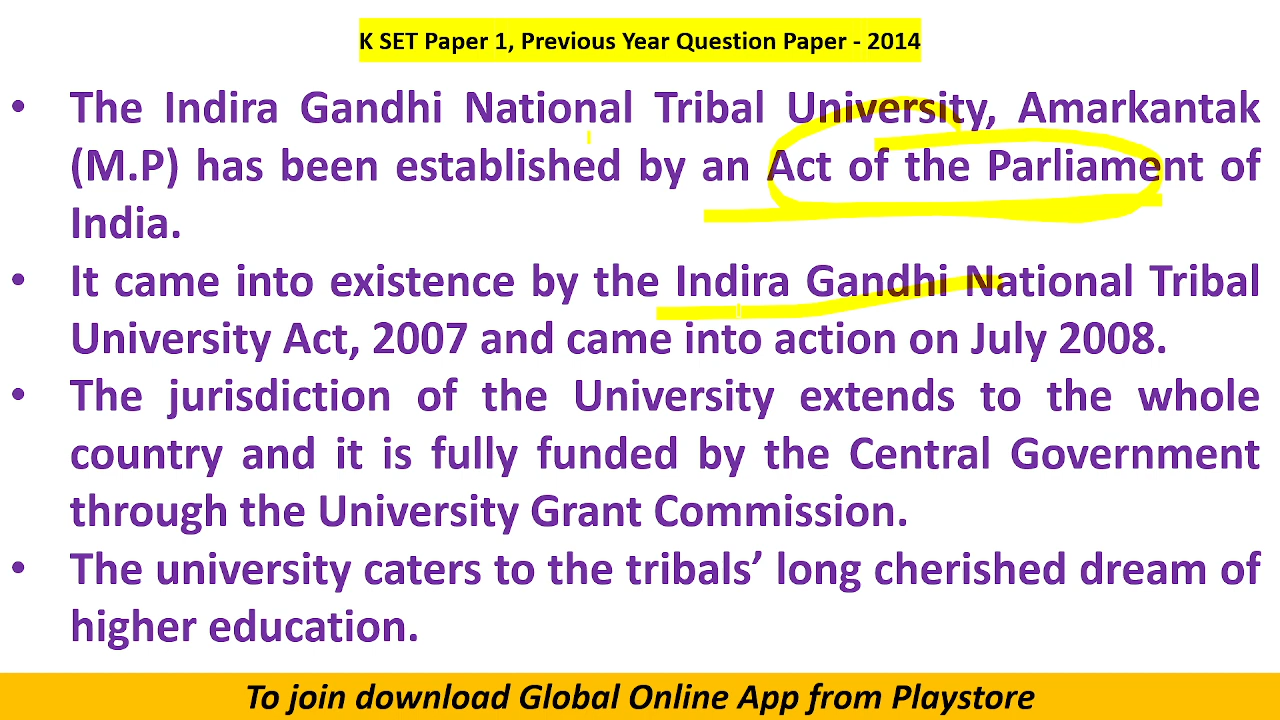 K SET Paper 1, Previous Year Question Paper - 2014
• The Indira Gandhi National Tribal University, Amarkantak
(M.P) has been established by an Act of the Parliament of
India.
• It came into existence by the Indira Gandhi National Tribal
University Act, 2007 and came into action on July 2008.
• The jurisdiction of the University extends to the whole
country and it is fully funded by the Central Government
through the University Grant Commission.
• The university caters to the tribals’ long cherished dream of
higher education.
To join download Global Online App from Playstore